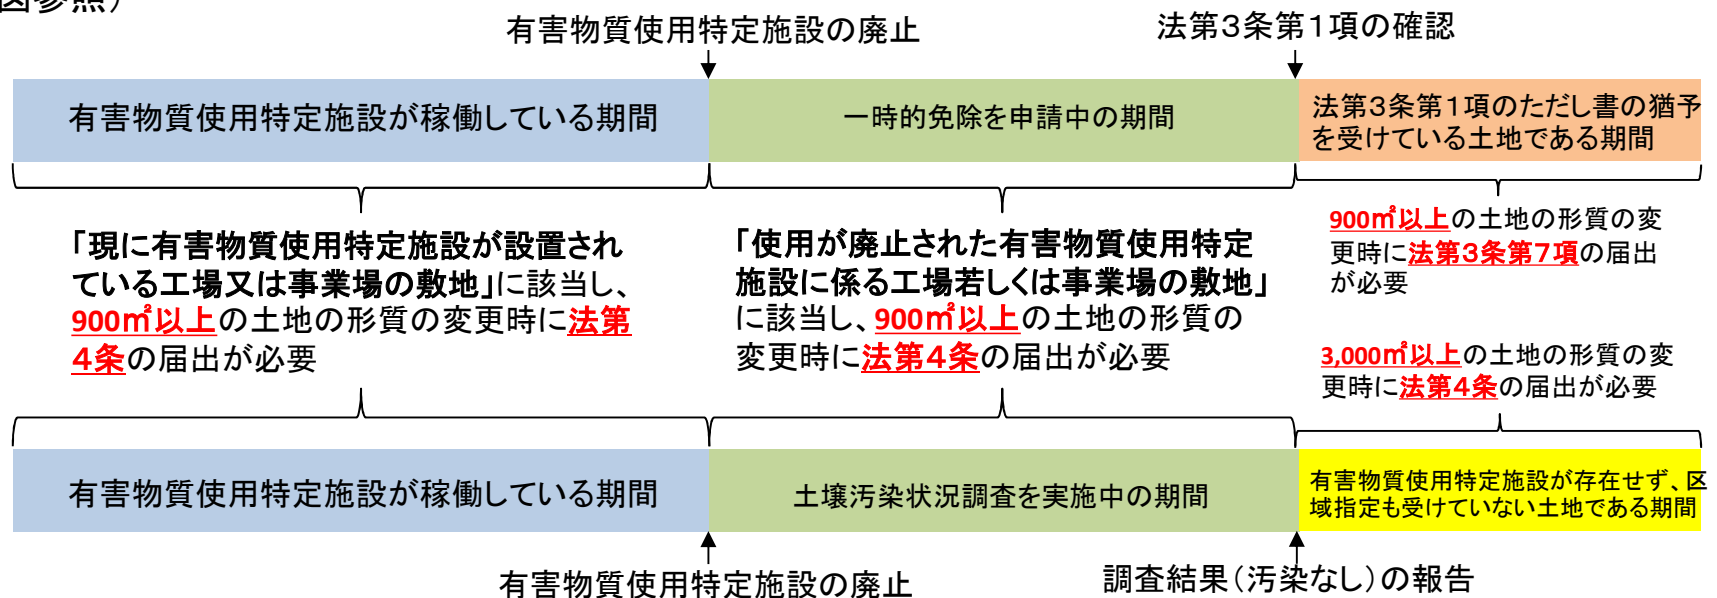 図参照）
有害物質使用特定施設の廃止
法第３条第１項の確認
有害物質使用特定施設が稼働している期間
一時的免除を申請中の期間
法第３条第１項のただし書の猶予
を受けている土地である期間
「現に有害物質使用特定施設が設置され
ている工場又は事業場の敷地」に該当し、
900㎡以上の土地の形質の変更時に法第
４条の届出が必要
「使用が廃止された有害物質使用特定
施設に係る工場若しくは事業場の敷地」
に該当し、900㎡以上の土地の形質の
変更時に法第４条の届出が必要
900㎡以上の土地の形質の変
更時に法第３条第７項の届出
が必要
3,000㎡以上の土地の形質の変
更時に法第４条の届出が必要
有害物質使用特定施設が稼働している期間
土壌汚染状況調査を実施中の期間
有害物質使用特定施設が存在せず、区
域指定も受けていない土地である期間
有害物質使用特定施設の廃止
調査結果（汚染なし）の報告